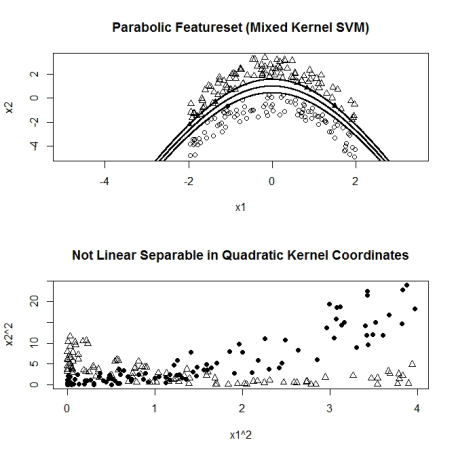 Parabolic Featureset (Mixed Kernel SVM)
x2
2
0
-2
-4
-4
-2
0
2
x1
Not Linear Separable in Quadratic Kernel Coordinates
x2^2
20
10
5
0
0
1
2
3
4
x1^2